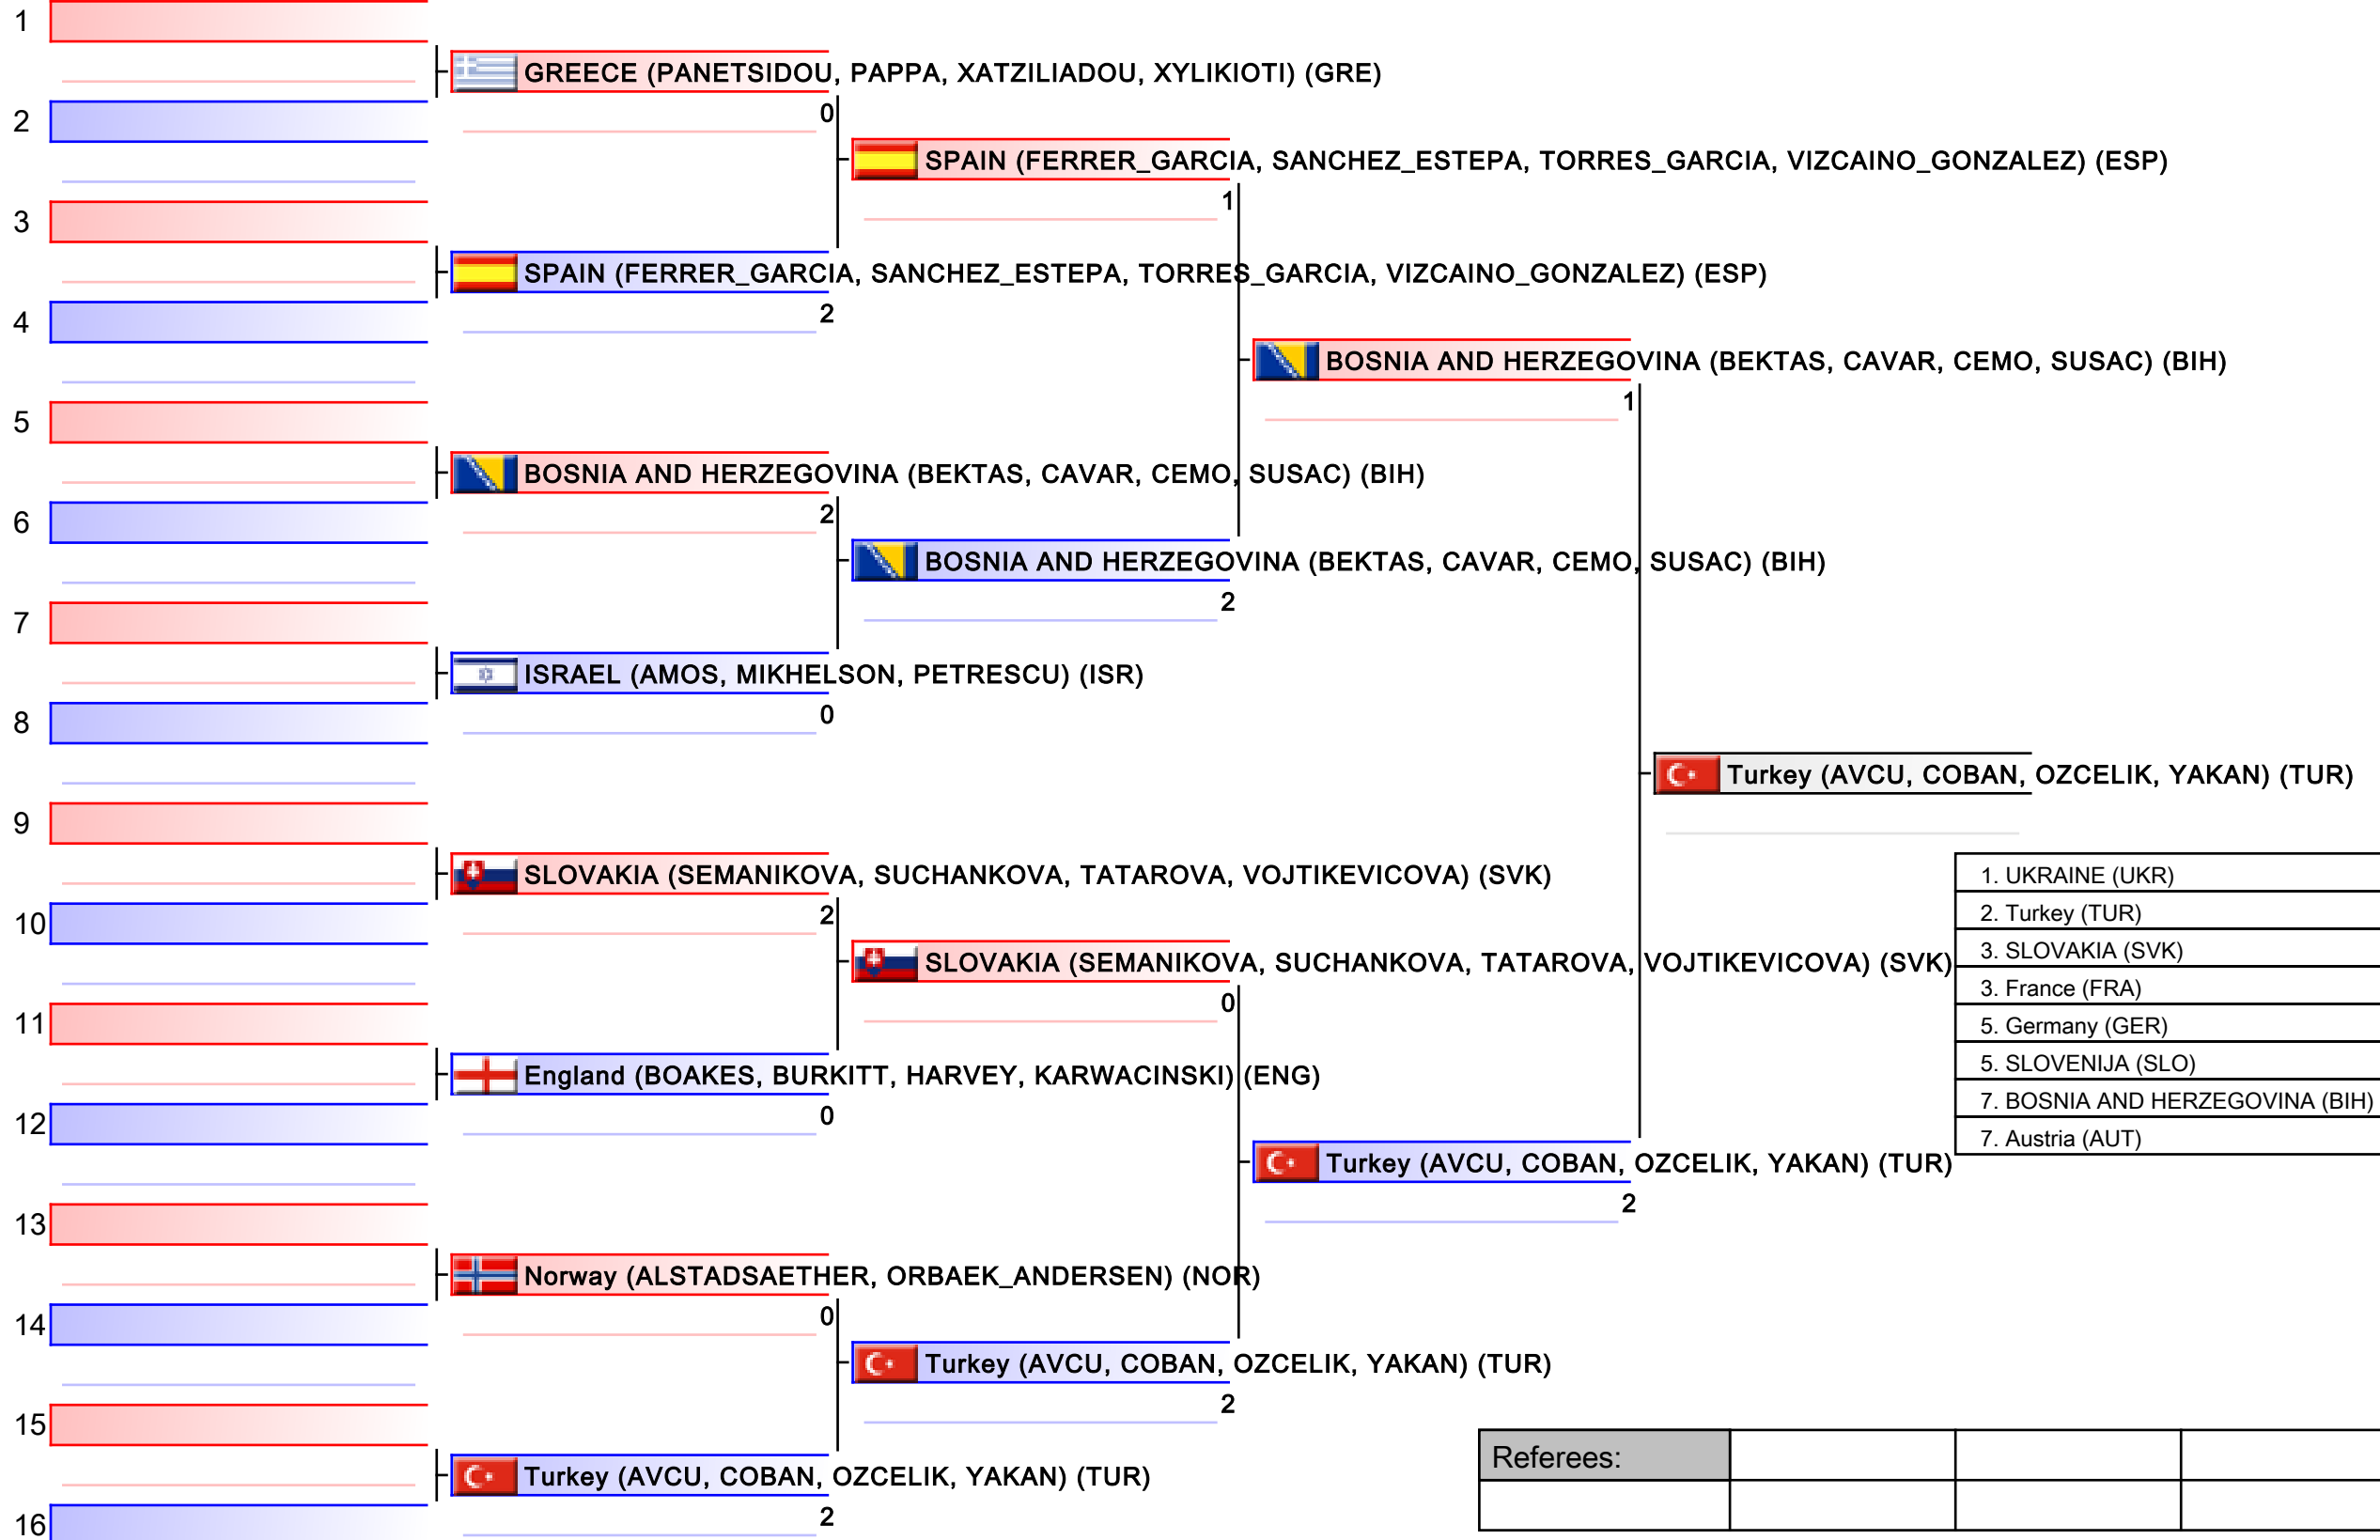 1
GREECE (PANETSIDOU, PAPPA, XATZILIADOU, XYLIKIOTI) (GRE)
0
2
SPAIN (FERRER_GARCIA, SANCHEZ_ESTEPA, TORRES_GARCIA, VIZCAINO_GONZALEZ) (ESP)
1
3
SPAIN (FERRER_GARCIA, SANCHEZ_ESTEPA, TORRES_GARCIA, VIZCAINO_GONZALEZ) (ESP)
2
4
BOSNIA AND HERZEGOVINA (BEKTAS, CAVAR, CEMO, SUSAC) (BIH)
1
5
BOSNIA AND HERZEGOVINA (BEKTAS, CAVAR, CEMO, SUSAC) (BIH)
2
6
BOSNIA AND HERZEGOVINA (BEKTAS, CAVAR, CEMO, SUSAC) (BIH)
2
7
ISRAEL (AMOS, MIKHELSON, PETRESCU) (ISR)
0
8
Turkey (AVCU, COBAN, OZCELIK, YAKAN) (TUR)
9
SLOVAKIA (SEMANIKOVA, SUCHANKOVA, TATAROVA, VOJTIKEVICOVA) (SVK)
2
10
SLOVAKIA (SEMANIKOVA, SUCHANKOVA, TATAROVA, VOJTIKEVICOVA) (SVK)
0
11
England (BOAKES, BURKITT, HARVEY, KARWACINSKI) (ENG)
0
12
Turkey (AVCU, COBAN, OZCELIK, YAKAN) (TUR)
2
1. UKRAINE (UKR)
2. Turkey (TUR)
3. SLOVAKIA (SVK)
3. France (FRA)
5. Germany (GER)
5. SLOVENIJA (SLO)
7. BOSNIA AND HERZEGOVINA (BIH)
7. Austria (AUT)
13
Norway (ALSTADSAETHER, ORBAEK_ANDERSEN) (NOR)
0
14
Turkey (AVCU, COBAN, OZCELIK, YAKAN) (TUR)
2
15
Turkey (AVCU, COBAN, OZCELIK, YAKAN) (TUR)
2
16
Referees: